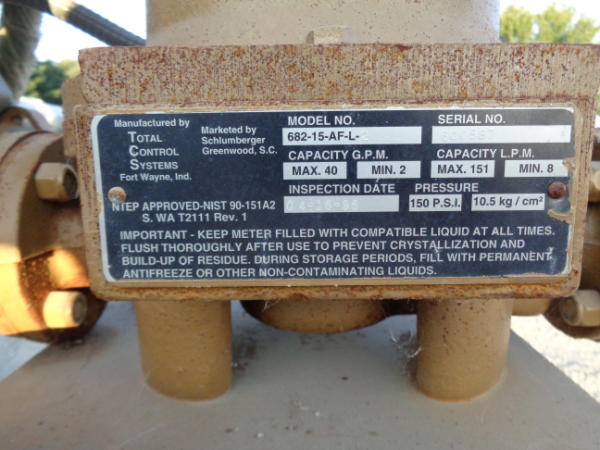 Manufactured by
TOTAL
CONTROL
SYSTEMS
Fort Wayne, Ind.
Marketed by
Schlumberger
Greenwood, S.C.
MODEL NO.
682-15-AF-L-
SERIAL NO.
CAPACITY G.P.M.
MAX. 40 MIN. 2
CAPACITY L.P.M.
MAX. 151 MIN. 8
INSPECTION DATE
PRESSURE
150 P.S.I. 10.5 kg / cm²
NTEP APPROVED-NIST 90-151A2
S. WA T2111 Rev. 1
IMPORTANT - KEEP METER FILLED WITH COMPATIBLE LIQUID AT ALL TIMES.
FLUSH THOROUGHLY AFTER USE TO PREVENT CRYSTALLIZATION AND
BUILD-UP OF RESIDUE. DURING STORAGE PERIODS, FILL WITH PERMANENT
ANTIFREEZE OR OTHER NON-CONTAMINATING LIQUIDS.